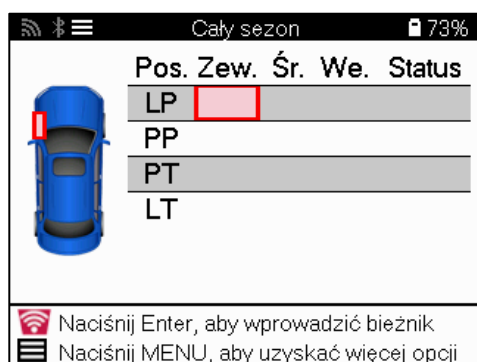 Cały sezon 73%
Pos. Zew. Śr. We. Status
LP
PP
PT
LT
Naciśnij Enter, aby wprowadzić bieżnik
Naciśnij MENU, aby uzyskać więcej opcji